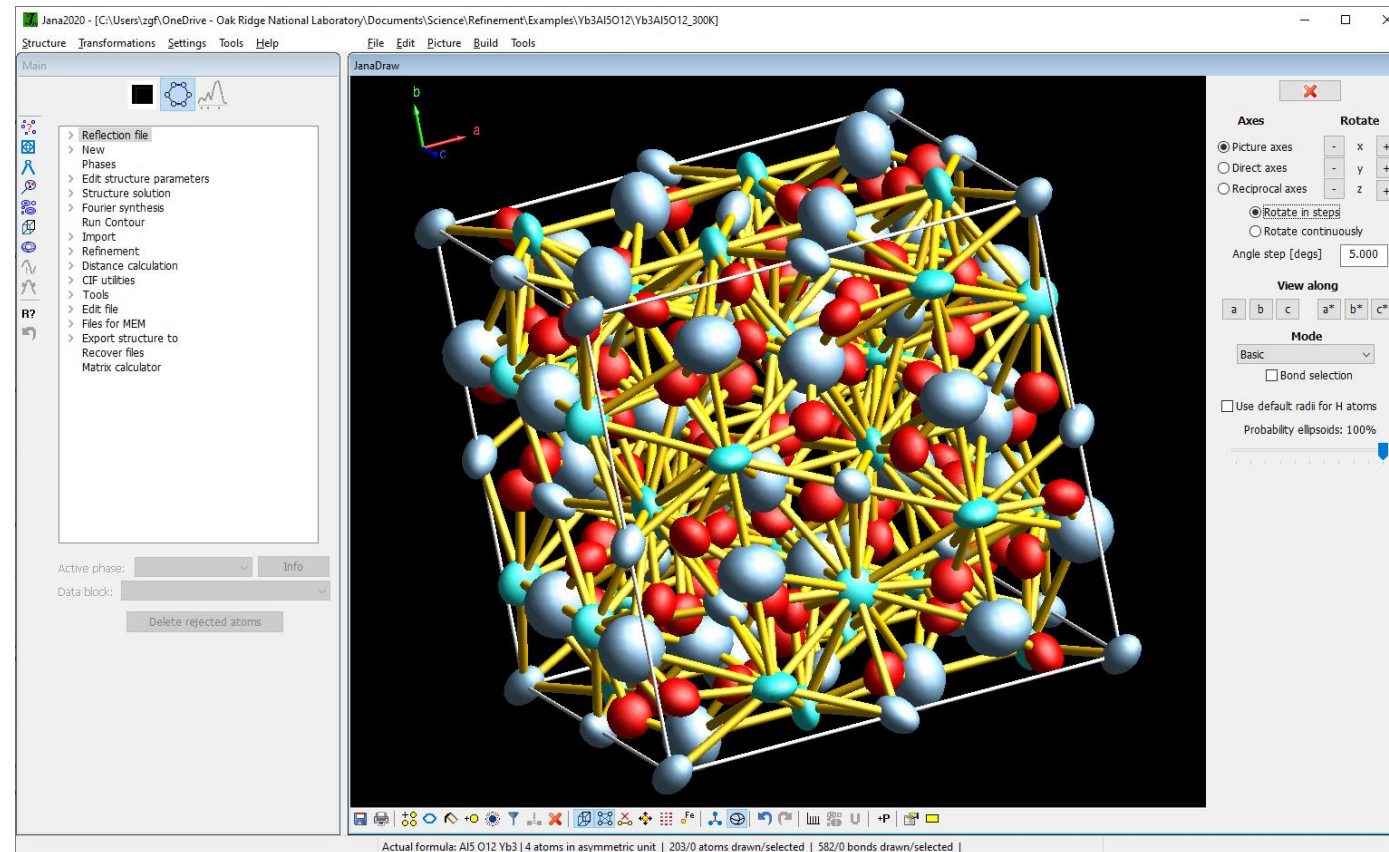 Jana2020 - [C:\Users\zgf\OneDrive - Oak Ridge National Laboratory\Documents\Science\Refinement\Examples\Yb3Al5O12\Yb3Al5O12_300K]
Structure Transformations Settings Tools Help File Edit Picture Build Tools
Main
JanaDraw
Reflection file
New
Phases
Edit structure parameters
Structure solution
Fourier synthesis
Run Contour
Import
Refinement
Distance calculation
CIF utilities
Tools
Edit file
Files for MEM
Export structure to
Recover files
Matrix calculator
R?
Active phase: Info
Data block:
Delete rejected atoms
b
a
c
Axes Rotate
Picture axes - x +
Direct axes - y +
Reciprocal axes - z +
Rotate in steps
Rotate continuously
Angle step [degs] 5.000
View along
a b c a* b* c*
Mode
Basic
Bond selection
Use default radii for H atoms
Probability ellipsoids: 100%
Fe +P
Actual formula: Al5 O12 Yb3 | 4 atoms in asymmetric unit | 203/0 atoms drawn/selected | 582/0 bonds drawn/selected |